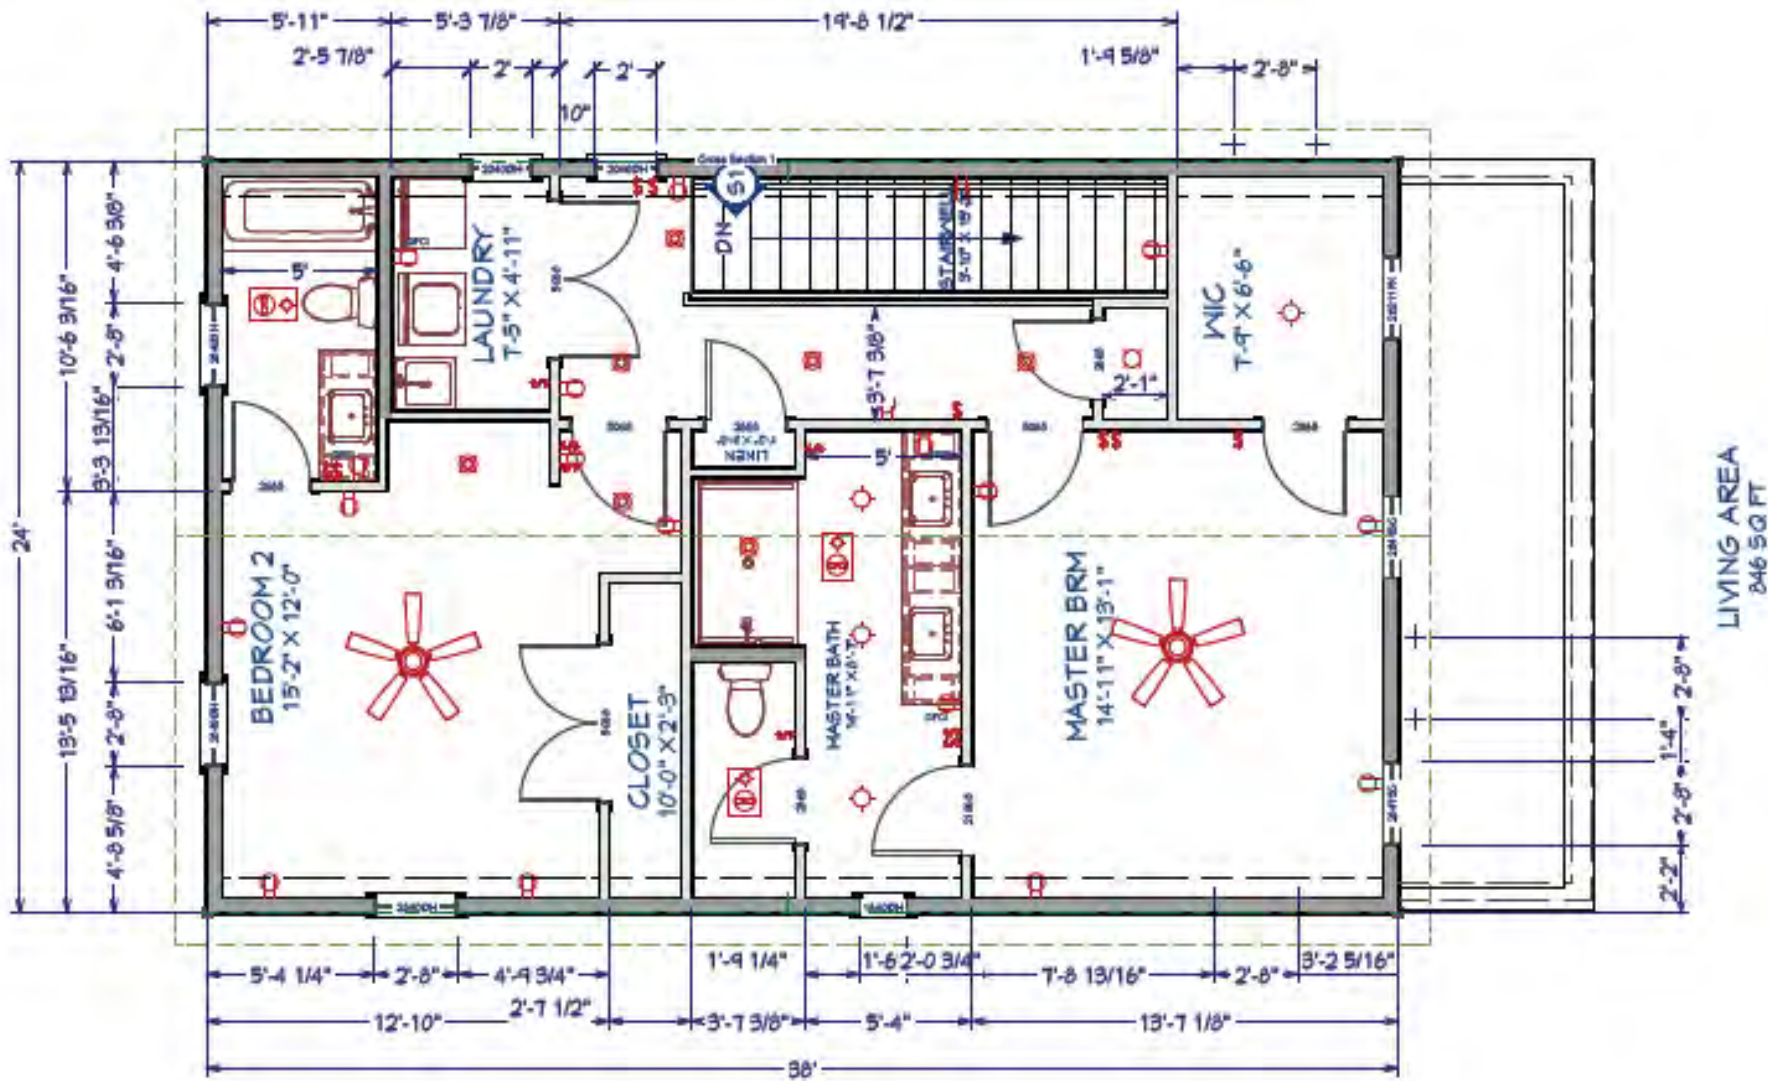 5'-11"
5'-3 7/8"
19'-8 1/2"
2'-5 7/8"
2'
2'
1'-9 5/8"
2'-8"
10"
Cross Section 1
S1
DN
STAIRWELL
LAUNDRY
7'-5" X 4'-11"
WIC
7'-9" X 6'-6"
5'
3'-7 3/8"
2'-1"
LINEN
5'
24'
10'-6 3/16"
13'-5 13/16"
4'-6 3/8"
2'-8"
3'-3 13/16"
6'-1 3/16"
2'-8"
4'-8 5/8"
BEDROOM 2
15'-2" X 12'-0"
CLOSET
10'-0" X 2'-3"
MASTER BATH
MASTER BRM
14'-11" X 13'-1"
LIVING AREA
846 SQ FT
2'-8"
1'-4"
2'-8"
2'-2"
5'-4 1/4"
2'-8"
4'-9 3/4"
1'-9 1/4"
1'-6
2'-0 3/4"
7'-8 13/16"
2'-8"
3'-2 5/16"
12'-10"
2'-7 1/2"
3'-7 3/8"
5'-4"
13'-7 1/8"
38'